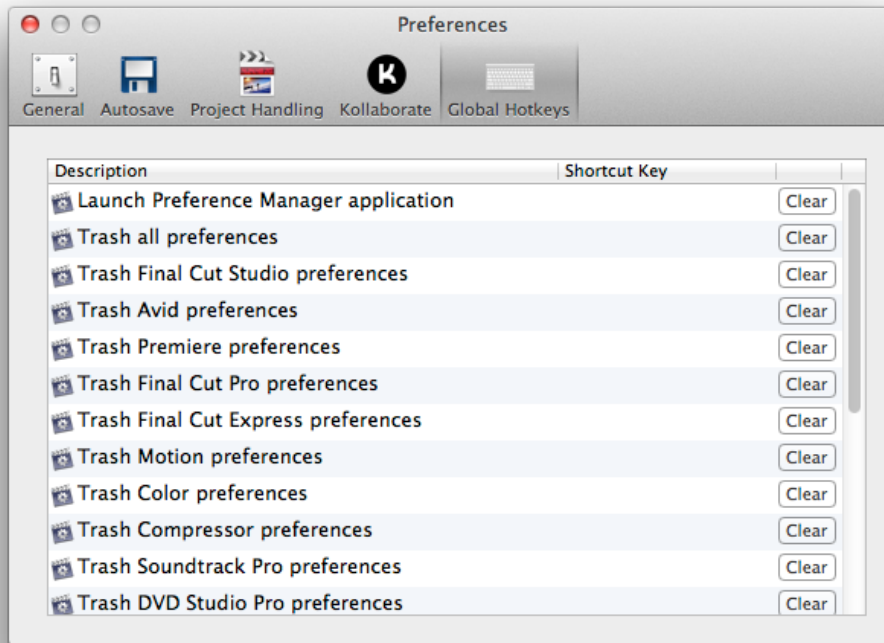 Preferences
General Autosave Project Handling Kollaborate Global Hotkeys
Description Shortcut Key
Launch Preference Manager application Clear
Trash all preferences Clear
Trash Final Cut Studio preferences Clear
Trash Avid preferences Clear
Trash Premiere preferences Clear
Trash Final Cut Pro preferences Clear
Trash Final Cut Express preferences Clear
Trash Motion preferences Clear
Trash Color preferences Clear
Trash Compressor preferences Clear
Trash Soundtrack Pro preferences Clear
Trash DVD Studio Pro preferences Clear